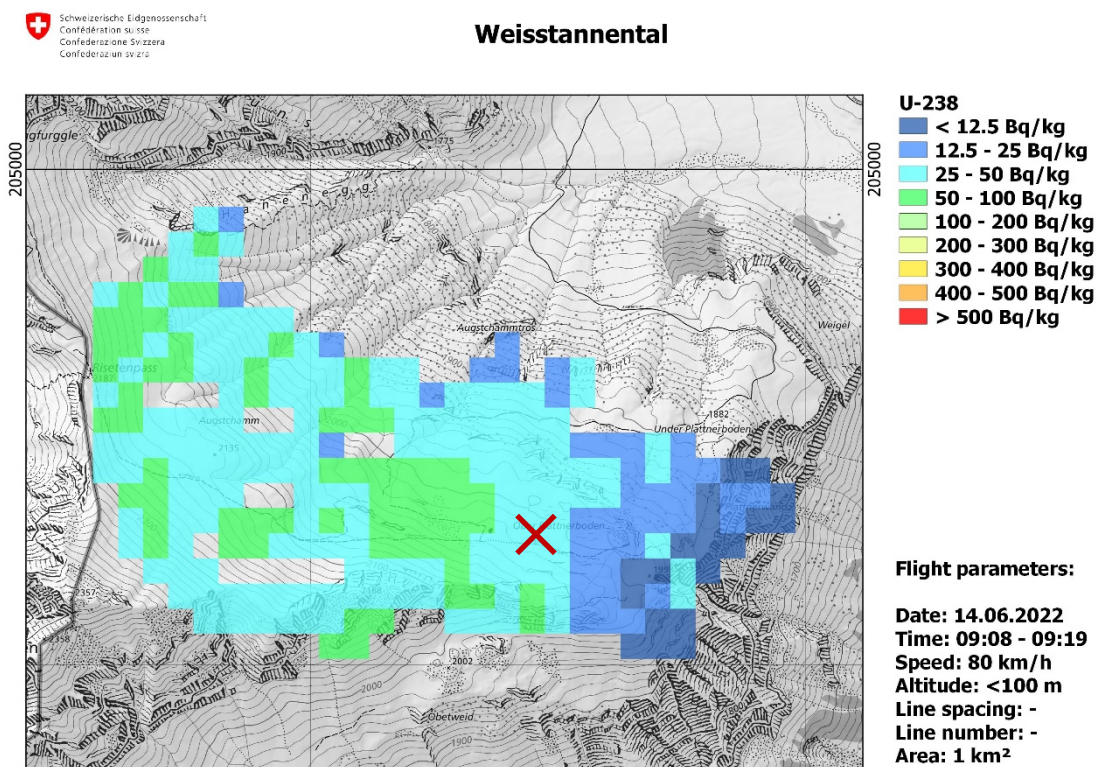 Schweizerische Eidgenossenschaft
Confédération suisse
Confederazione Svizzera
Confederaziun svizra
Weisstannental
U-238
< 12.5 Bq/kg
12.5 - 25 Bq/kg
25 - 50 Bq/kg
50 - 100 Bq/kg
100 - 200 Bq/kg
200 - 300 Bq/kg
300 - 400 Bq/kg
400 - 500 Bq/kg
> 500 Bq/kg
205000
205000
Hanenegg
Augstchammtros
1900
Weigel
Risetenpass
Augstchamm
2135
1882
Under Plattnerboden
2357
2168
2002
2000
Obetweid
1900
Flight parameters:
Date: 14.06.2022
Time: 09:08 - 09:19
Speed: 80 km/h
Altitude: <100 m
Line spacing: -
Line number: -
Area: 1 km²